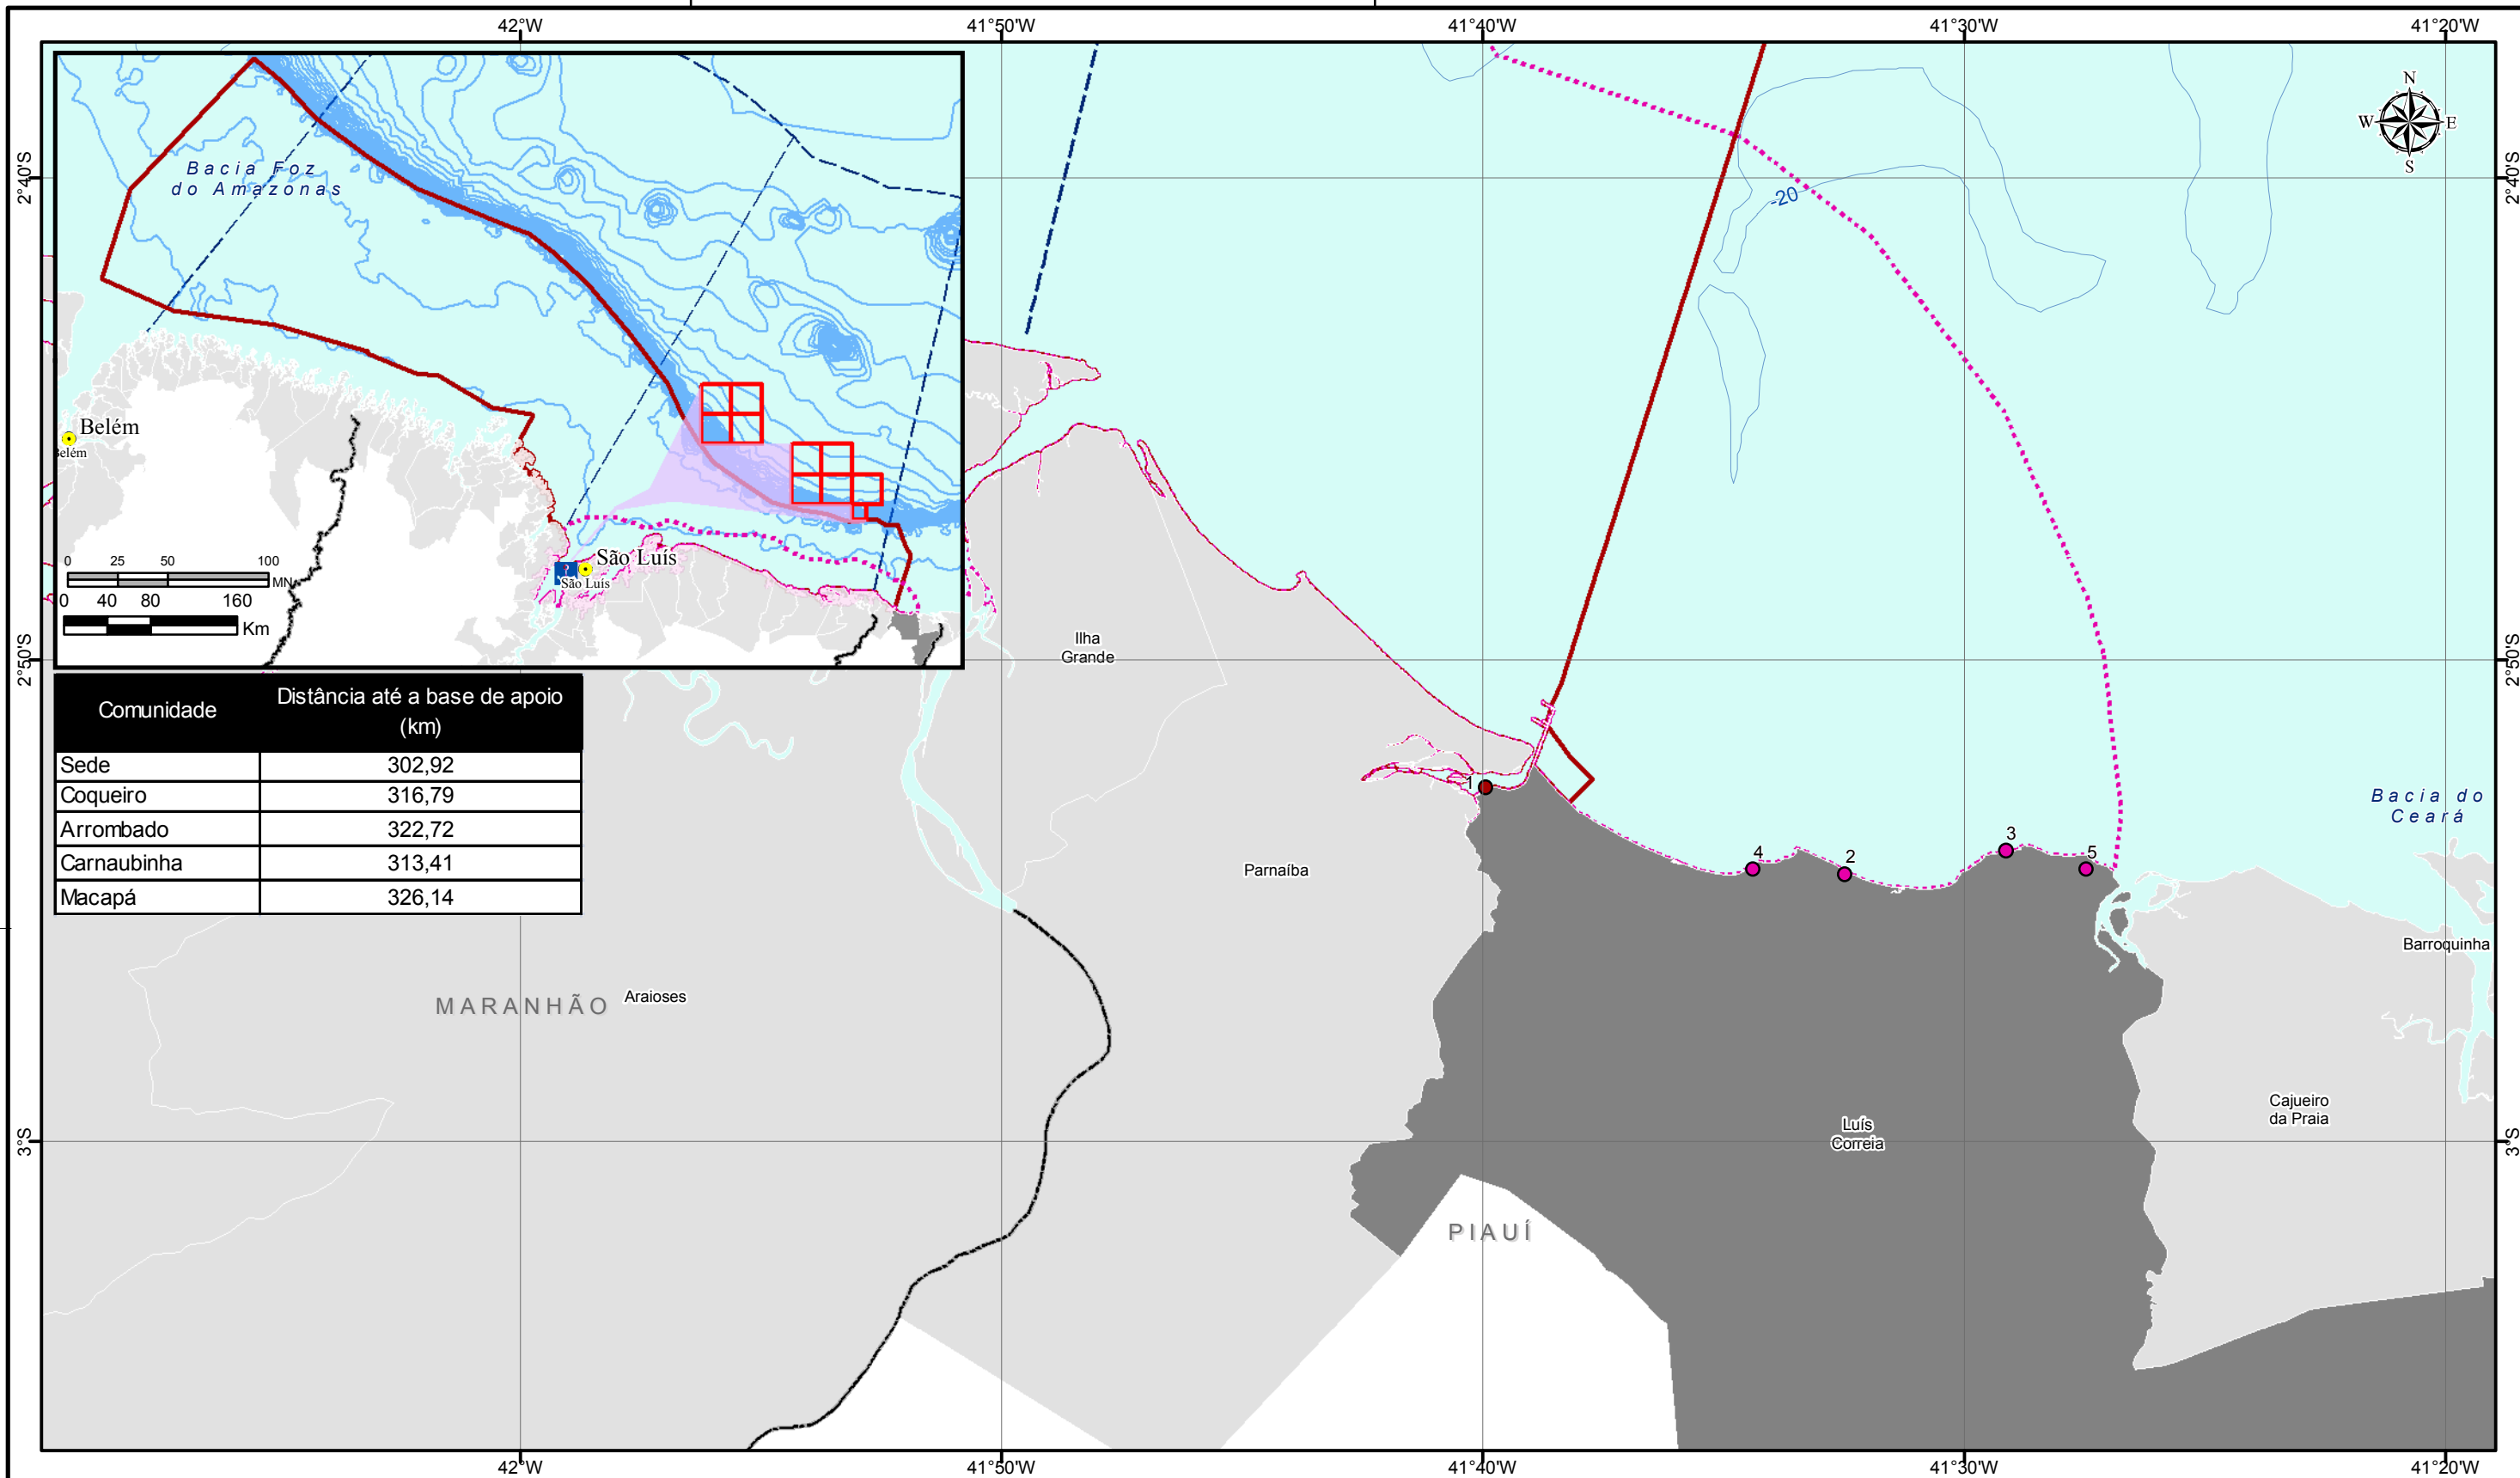 42°W
41°50'W
41°40'W
41°30'W
41°20'W
N
W
E
S
2°40'S
2°40'S
Bacia Foz
do Amazonas
-20
Belém
Belém
São Luís
São Luís
0 25 50 100
MN
0 40 80 160
Km
2°50'S
2°50'S
Ilha
Grande
Comunidade
Distância até a base de apoio
(km)
Sede 302,92
Coqueiro 316,79
Arrombado 322,72
Carnaubinha 313,41
Macapá 326,14
1
4
2
3
5
Bacia do
Ceará
Parnaíba
Barroquinha
MARANHÃO
Araioses
Cajueiro
da Praia
Luís
Correia
3°S
3°S
PIAUÍ
42°W
41°50'W
41°40'W
41°30'W
41°20'W